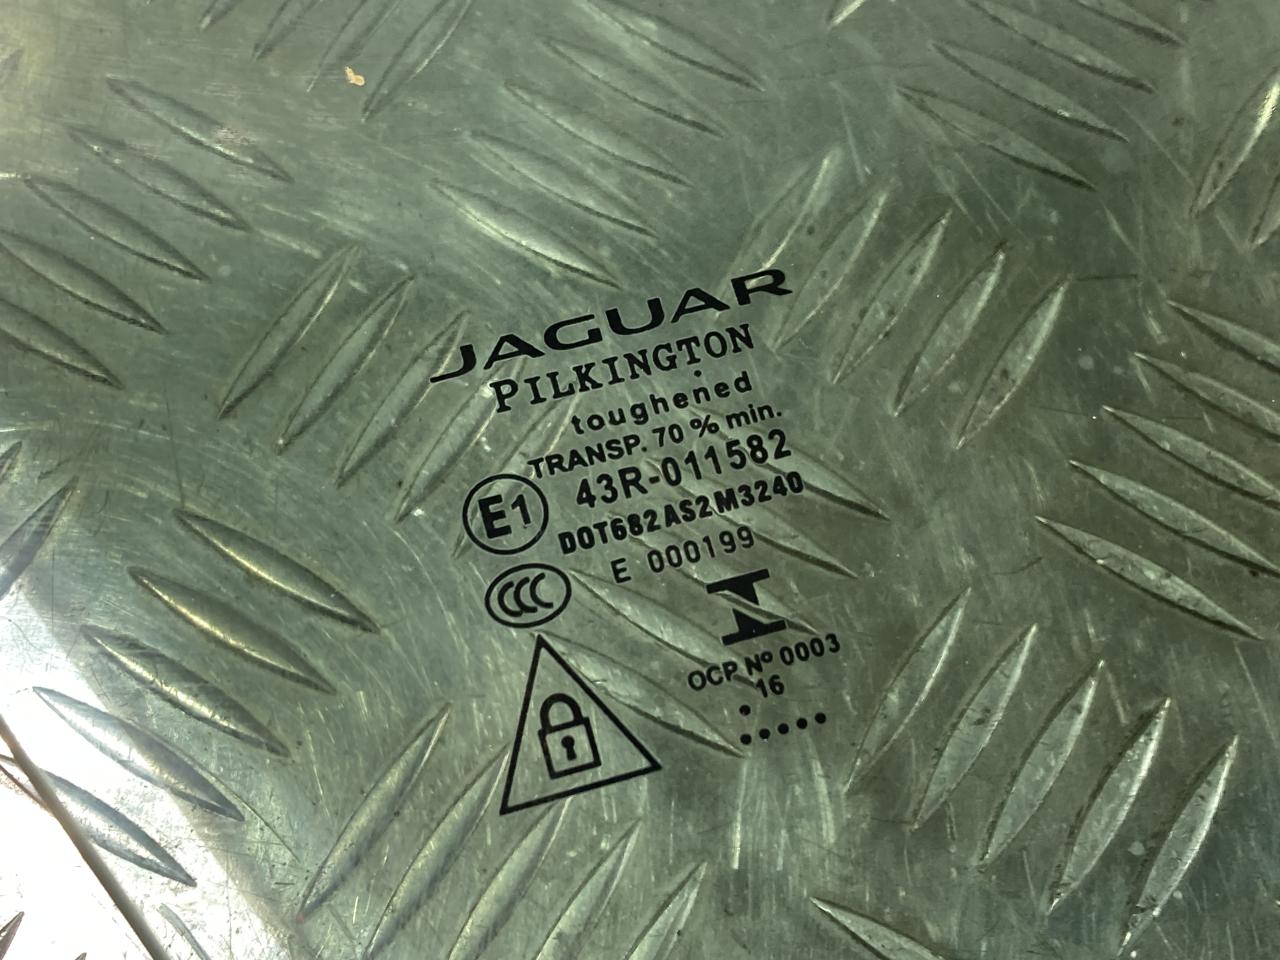 JAGUAR
PILKINGTON
toughened
TRANSP. 70 % min.
E1 43R-011582
DOT682 AS2 M3240
E 000199
CCC
I
OCP Nº 0003
16